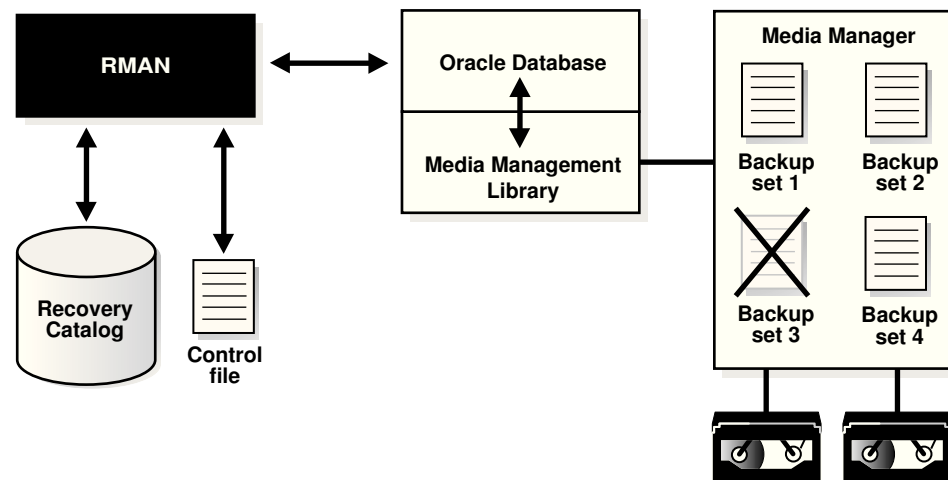 RMAN
Oracle Database
Media Management
Library
Media Manager
Backup
set 1
Backup
set 2
Backup
set 3
Backup
set 4
Recovery
Catalog
Control
file